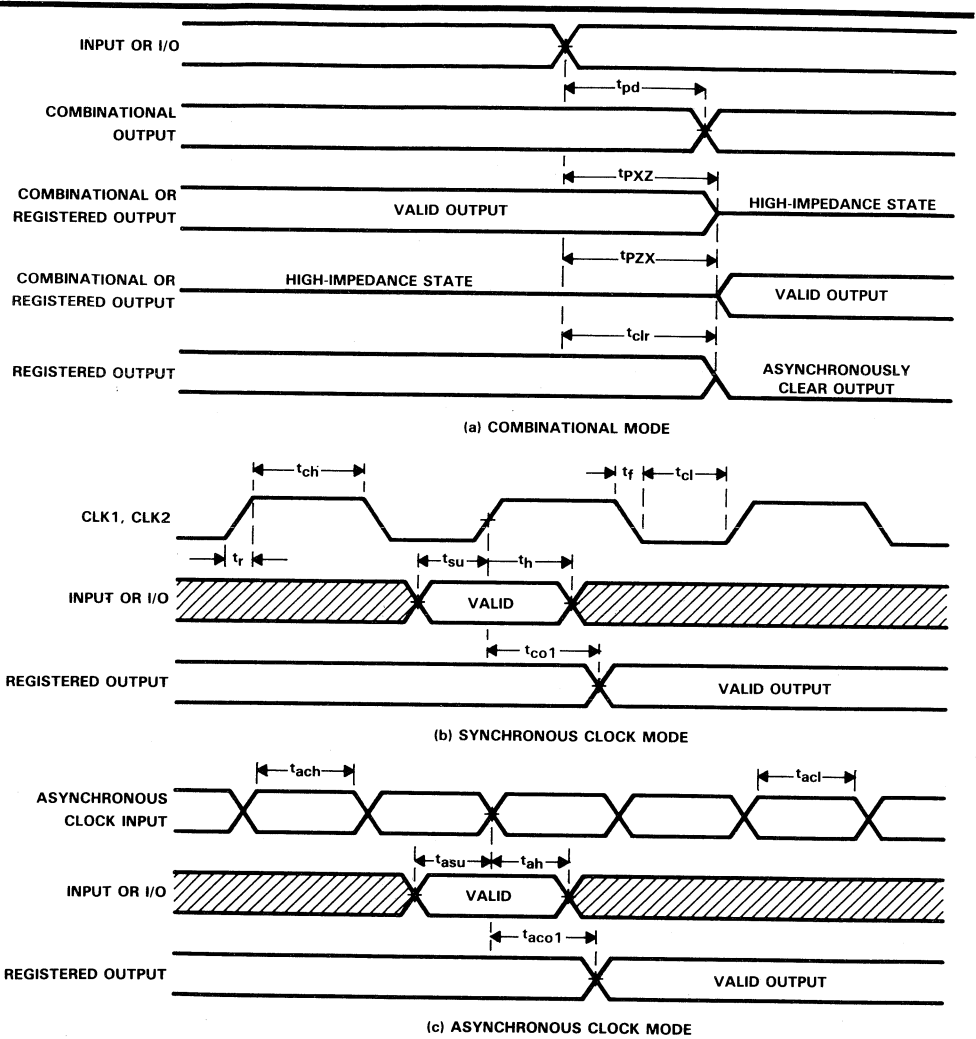 INPUT OR I/O
tpd
COMBINATIONAL
OUTPUT
tPXZ
COMBINATIONAL OR
REGISTERED OUTPUT
VALID OUTPUT
HIGH-IMPEDANCE STATE
tPZX
COMBINATIONAL OR
REGISTERED OUTPUT
HIGH-IMPEDANCE STATE
VALID OUTPUT
tclr
REGISTERED OUTPUT
ASYNCHRONOUSLY
CLEAR OUTPUT
(a) COMBINATIONAL MODE
tch
tf
tcl
CLK1, CLK2
tr
tsu
th
INPUT OR I/O
VALID
tco1
REGISTERED OUTPUT
VALID OUTPUT
(b) SYNCHRONOUS CLOCK MODE
tach
tacl
ASYNCHRONOUS
CLOCK INPUT
tasu
tah
INPUT OR I/O
VALID
taco1
REGISTERED OUTPUT
VALID OUTPUT
(c) ASYNCHRONOUS CLOCK MODE